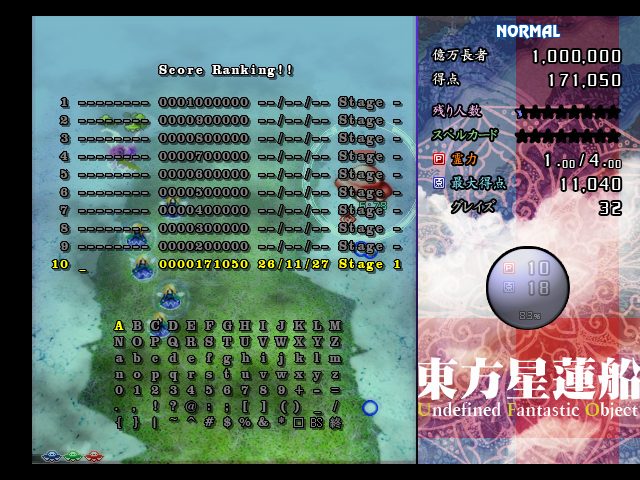 Score Ranking!!
1 -------- 0001000000 --/--/-- Stage -
2 -------- 0000900000 --/--/-- Stage -
3 -------- 0000800000 --/--/-- Stage -
4 -------- 0000700000 --/--/-- Stage -
5 -------- 0000600000 --/--/-- Stage -
6 -------- 0000500000 --/--/-- Stage -
7 -------- 0000400000 --/--/-- Stage -
8 -------- 0000300000 --/--/-- Stage -
9 -------- 0000200000 --/--/-- Stage -
10 _ 0000171050 26/11/27 Stage 1
A B C D E F G H I J K L M
N O P Q R S T U V W X Y Z
a b c d e f g h i j k l m
n o p q r s t u v w x y z
0 1 2 3 4 5 6 7 8 9 + - =
. , ! ? @ : ; [ ] ( ) _ /
{ } | ~ ^ # $ % & * □ BS 終
NORMAL
億万長者 1,000,000
得点 171,050
残り人数
スペルカード
P 霊力 1.00/4.00
点 最大得点 11,040
グレイズ 32
P 10
点 18
83%
東方星蓮船
Undefined Fantastic Object